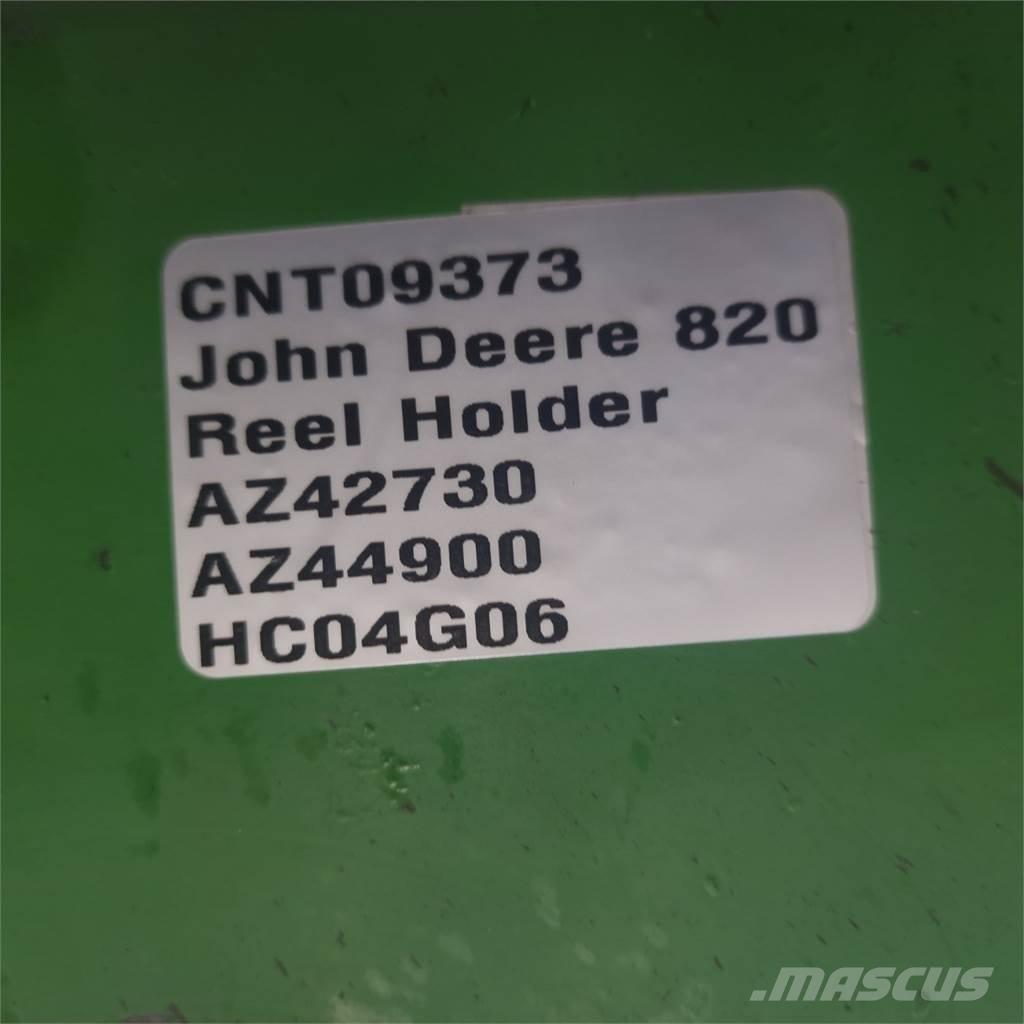 CNT09373
John Deere 820
Reel Holder
AZ42730
AZ44900
HC04G06
.MASCUS